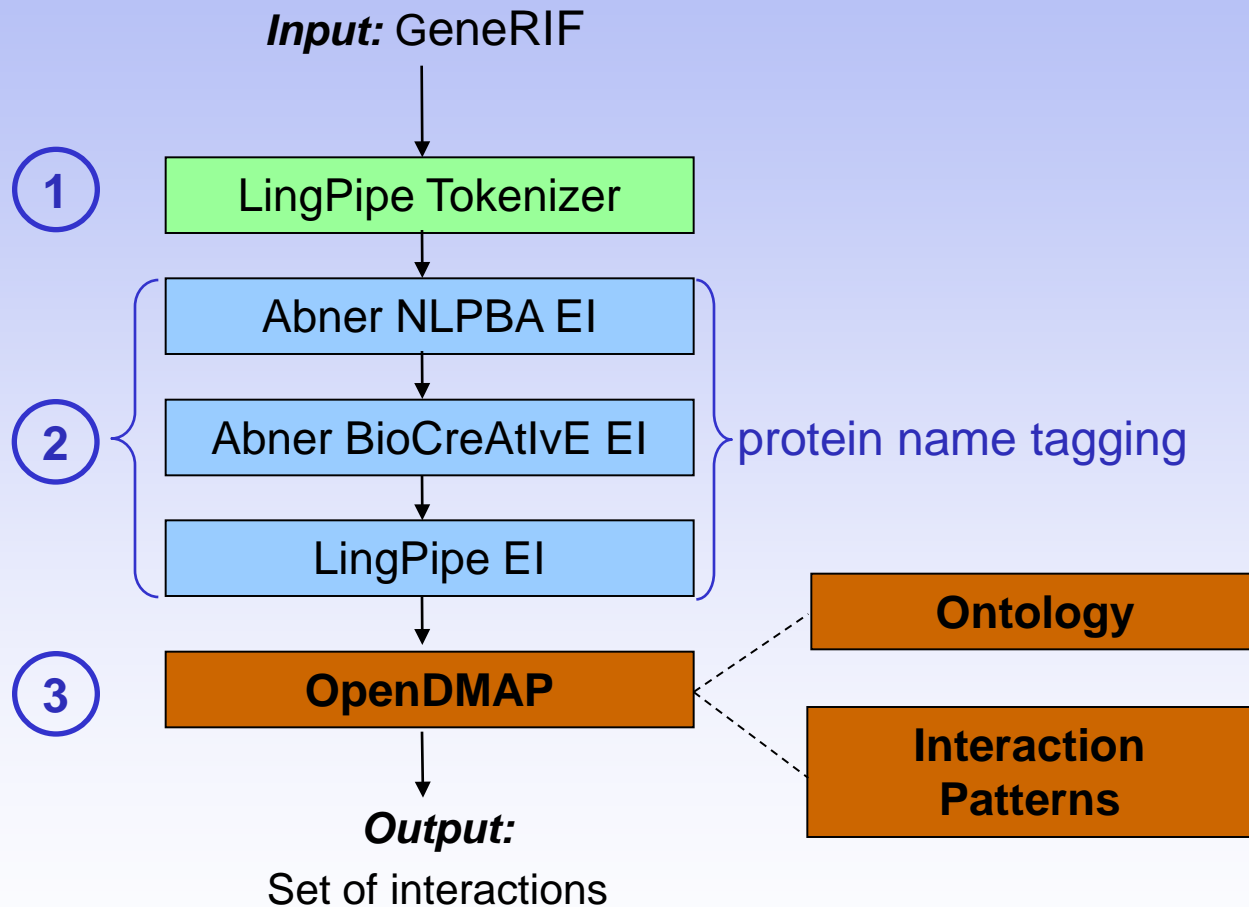 Input: GeneRIF
1
LingPipe Tokenizer
Abner NLPBA EI
2
Abner BioCreAtIvE EI
protein name tagging
LingPipe EI
Ontology
3
OpenDMAP
Interaction
Patterns
Output:
Set of interactions